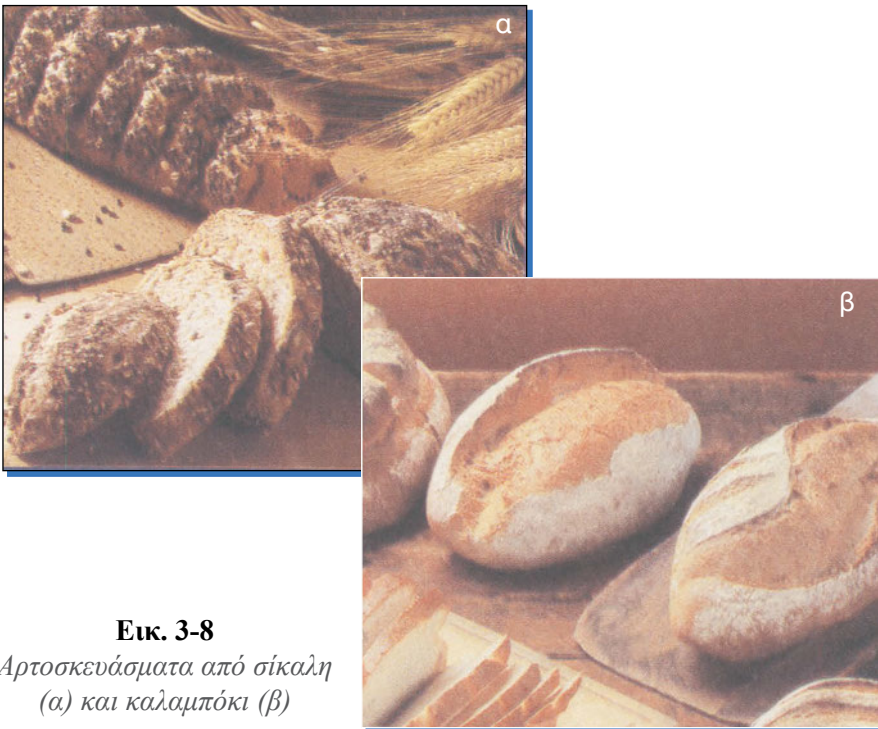 α
β
Εικ. 3-8
Αρτοσκευάσματα από σίκαλη
(α) και καλαμπόκι (β)